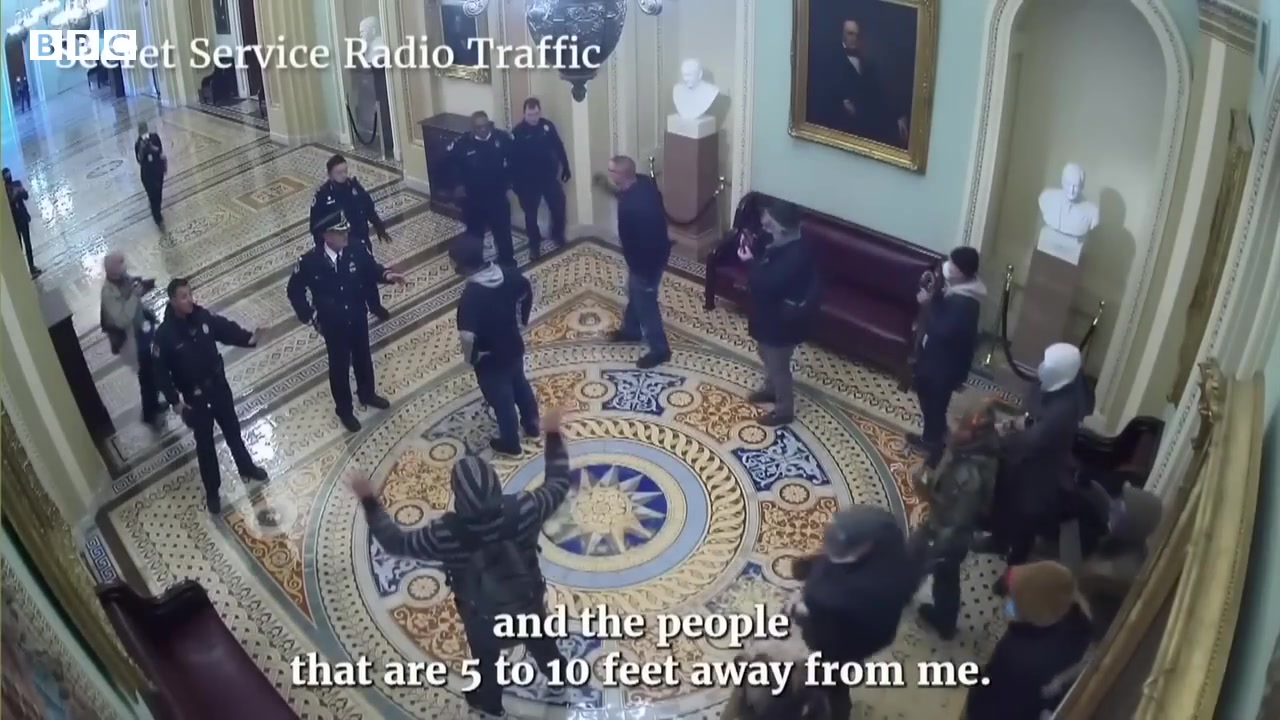 BBC
Secret Service Radio Traffic
and the people
that are 5 to 10 feet away from me.